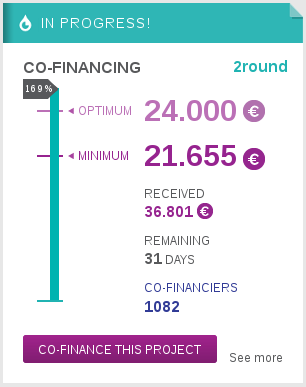 IN PROGRESS!
CO-FINANCING
2round
169%
OPTIMUM 24.000 €
MINIMUM 21.655 €
RECEIVED
36.801 €
REMAINING
31 DAYS
CO-FINANCIERS
1082
CO-FINANCE THIS PROJECT
See more